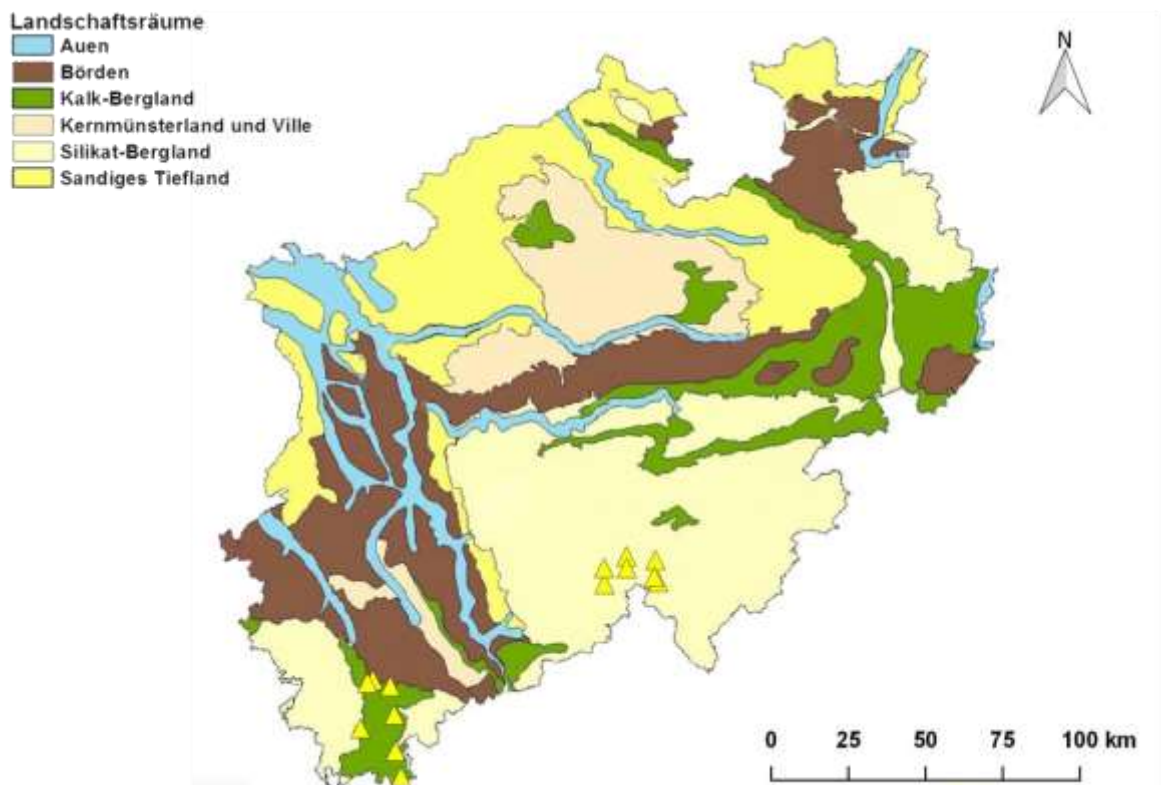 Landschaftsräume
Auen
Börden
Kalk-Bergland
Kernmünsterland und Ville
Silikat-Bergland
Sandiges Tiefland
N
0 25 50 75 100 km